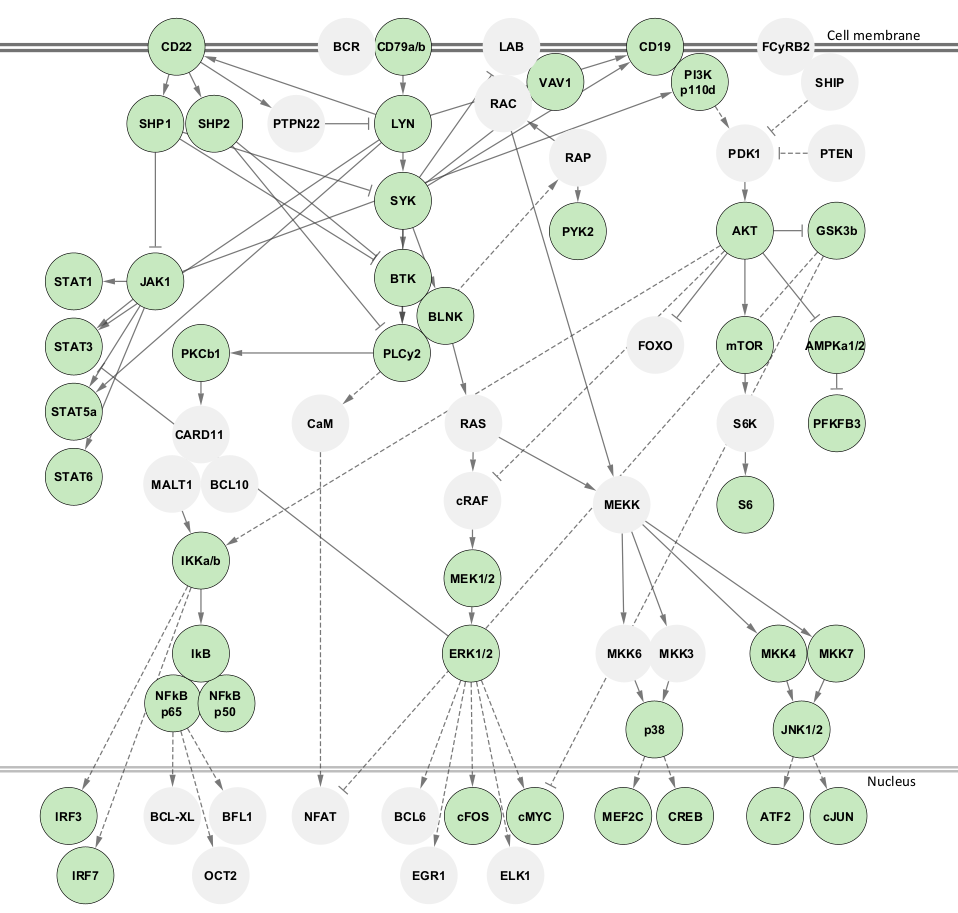 Cell membrane
CD22
BCR
CD79a/b
LAB
CD19
FCyRB2
VAV1
PI3K
p110d
SHIP
RAC
SHP1
SHP2
PTPN22
LYN
RAP
PDK1
PTEN
SYK
PYK2
AKT
GSK3b
STAT1
JAK1
BTK
BLNK
STAT3
PKCb1
PLCy2
FOXO
mTOR
AMPKa1/2
STAT5a
CARD11
CaM
RAS
S6K
PFKFB3
STAT6
MALT1
BCL10
cRAF
MEKK
S6
IKKa/b
MEK1/2
IkB
ERK1/2
MKK6
MKK3
MKK4
MKK7
NFkB
p65
NFkB
p50
p38
JNK1/2
Nucleus
IRF3
BCL-XL
BFL1
NFAT
BCL6
cFOS
cMYC
MEF2C
CREB
ATF2
cJUN
IRF7
OCT2
EGR1
ELK1